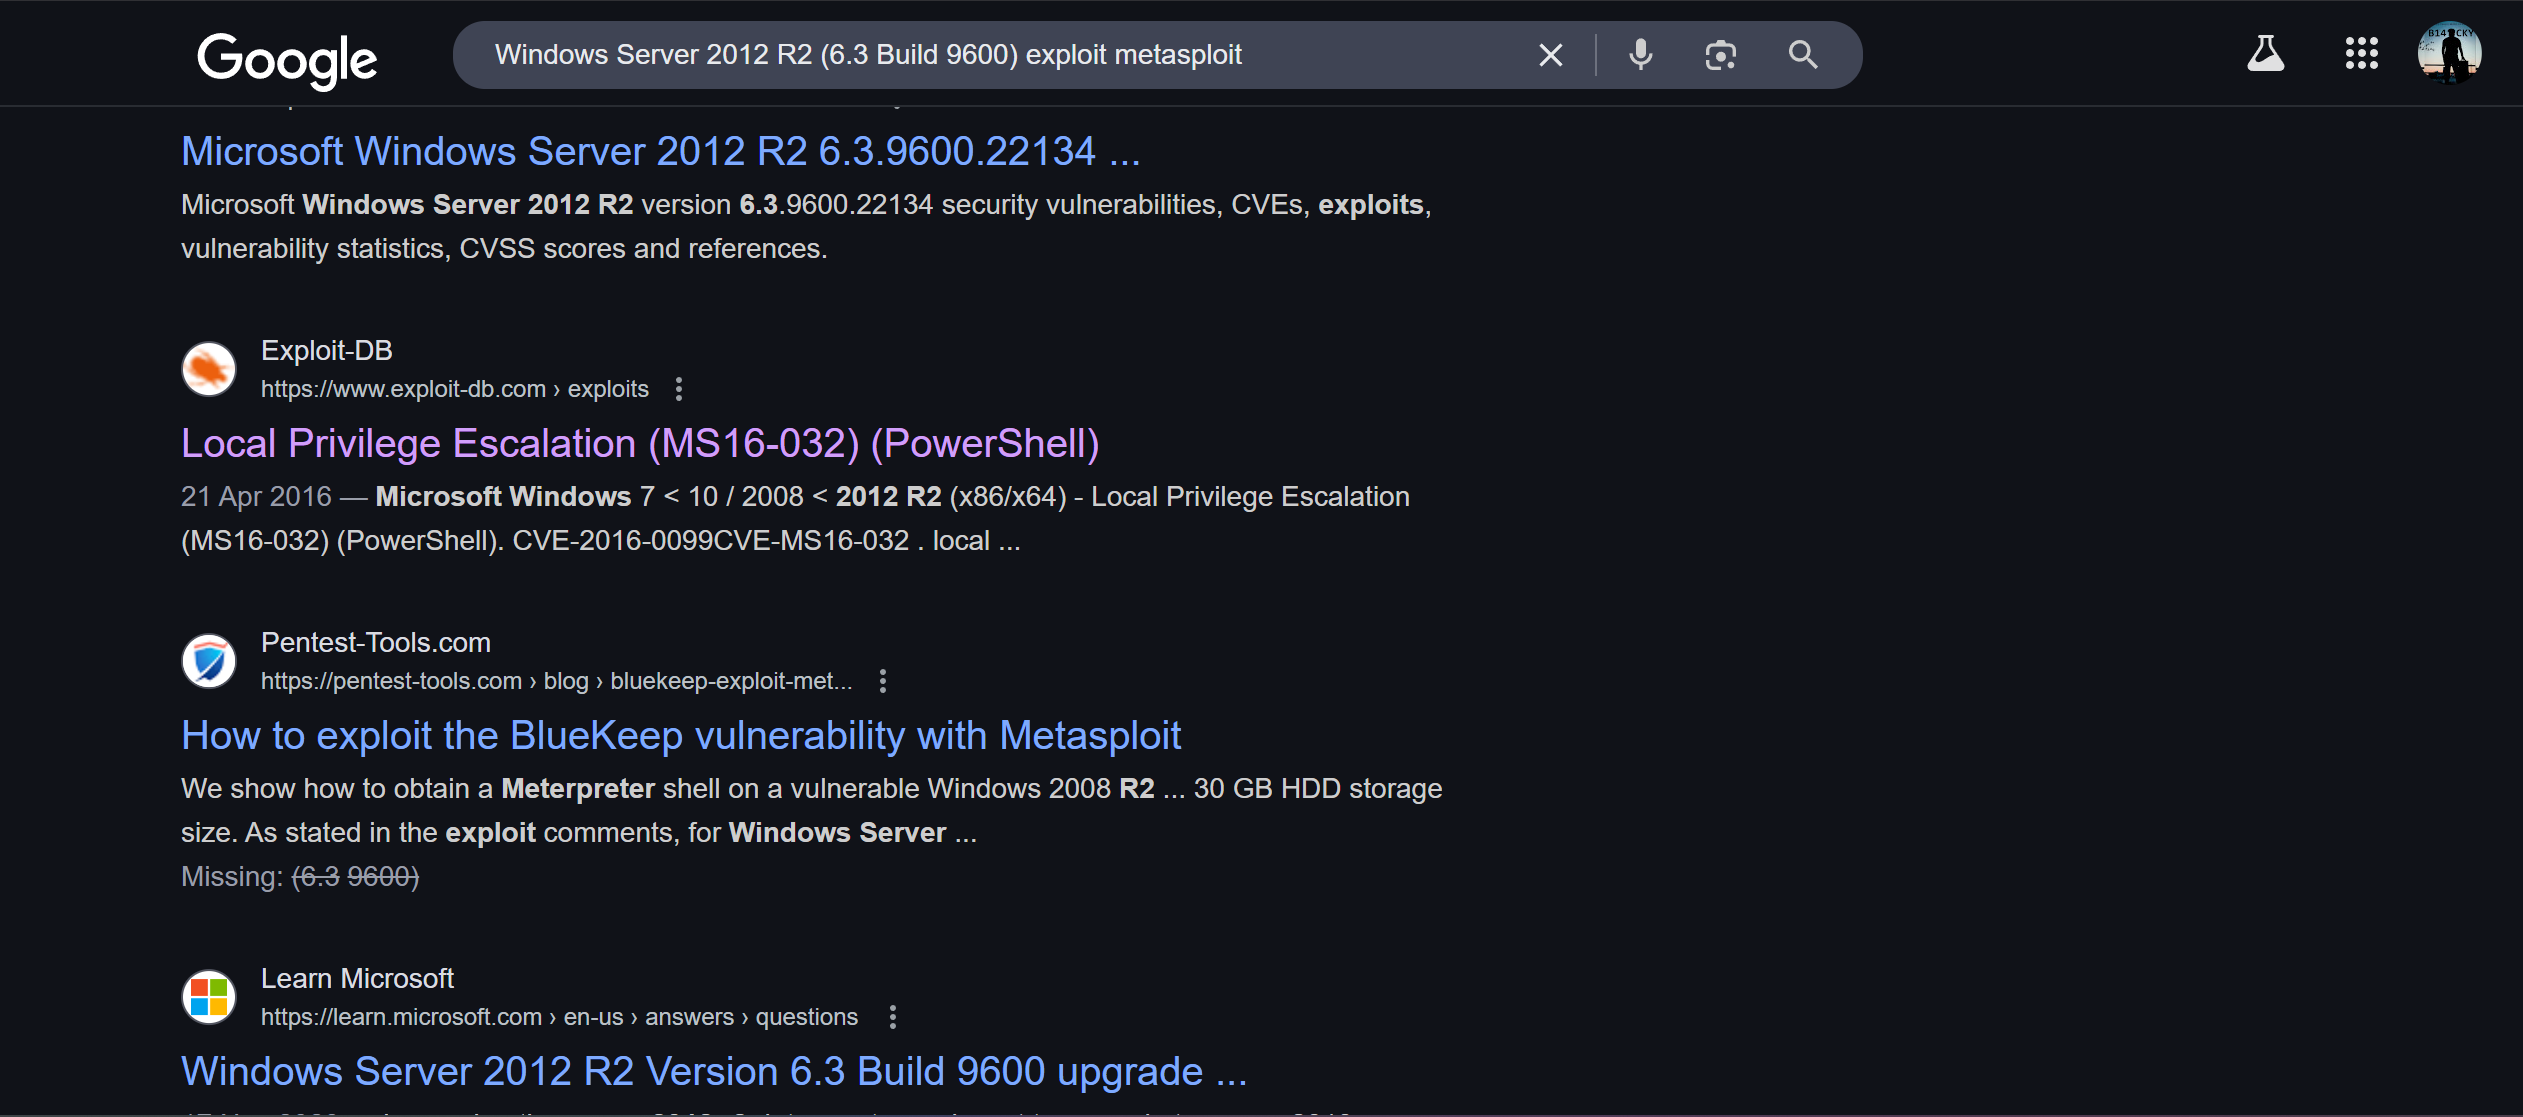 Google
Windows Server 2012 R2 (6.3 Build 9600) exploit metasploit
Microsoft Windows Server 2012 R2 6.3.9600.22134 ...
Microsoft Windows Server 2012 R2 version 6.3.9600.22134 security vulnerabilities, CVEs, exploits,
vulnerability statistics, CVSS scores and references.
Exploit-DB
https://www.exploit-db.com › exploits
Local Privilege Escalation (MS16-032) (PowerShell)
21 Apr 2016 — Microsoft Windows 7 < 10 / 2008 < 2012 R2 (x86/x64) - Local Privilege Escalation
(MS16-032) (PowerShell). CVE-2016-0099CVE-MS16-032 . local ...
Pentest-Tools.com
https://pentest-tools.com › blog › bluekeep-exploit-met...
How to exploit the BlueKeep vulnerability with Metasploit
We show how to obtain a Meterpreter shell on a vulnerable Windows 2008 R2 ... 30 GB HDD storage
size. As stated in the exploit comments, for Windows Server ...
Missing: (6.3 9600)
Learn Microsoft
https://learn.microsoft.com › en-us › answers › questions
Windows Server 2012 R2 Version 6.3 Build 9600 upgrade ...